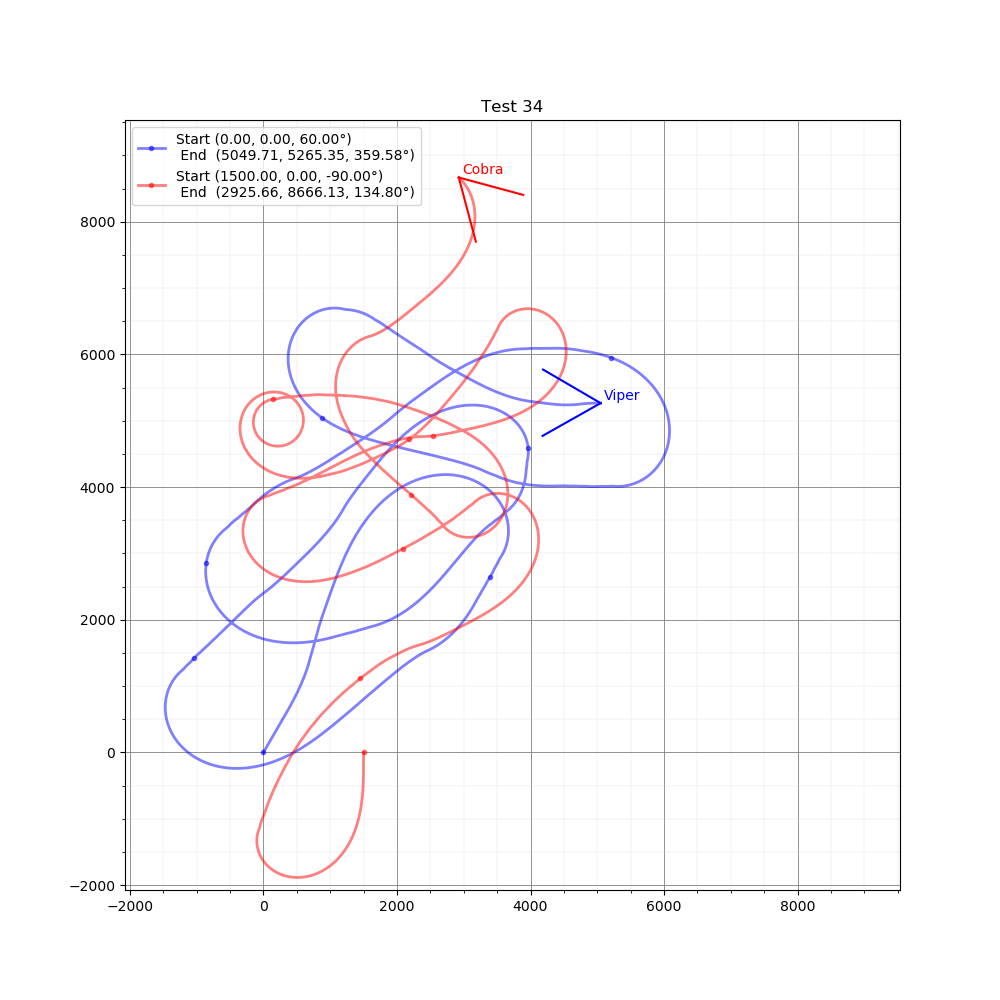 Test 34
Start (0.00, 0.00, 60.00°)
End (5049.71, 5265.35, 359.58°)
Start (1500.00, 0.00, -90.00°)
End (2925.66, 8666.13, 134.80°)
Cobra
Viper
8000
6000
4000
2000
0
−2000
−2000
0
2000
4000
6000
8000